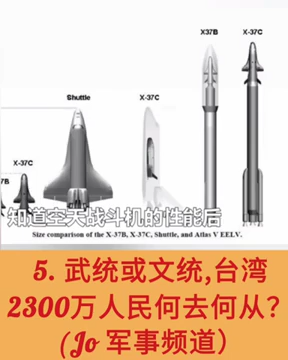 X37B
X-37C
Shuttle
X-37C
X-37C
7B
知道空天战斗机的性能后
Size comparison of the X-37B, X-37C, Shuttle, and Atlas V EELV.
5. 武统或文统,台湾
2300万人民何去何从?
(Jo 军事频道)